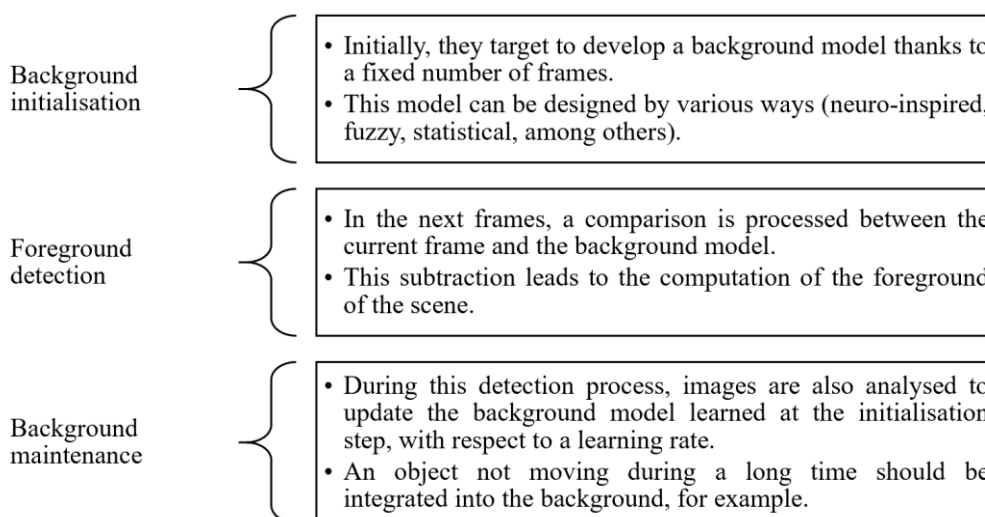 Background
initialisation
• Initially, they target to develop a background model thanks to
a fixed number of frames.
• This model can be designed by various ways (neuro-inspired,
fuzzy, statistical, among others).
Foreground
detection
• In the next frames, a comparison is processed between the
current frame and the background model.
• This subtraction leads to the computation of the foreground
of the scene.
Background
maintenance
• During this detection process, images are also analysed to
update the background model learned at the initialisation
step, with respect to a learning rate.
• An object not moving during a long time should be
integrated into the background, for example.